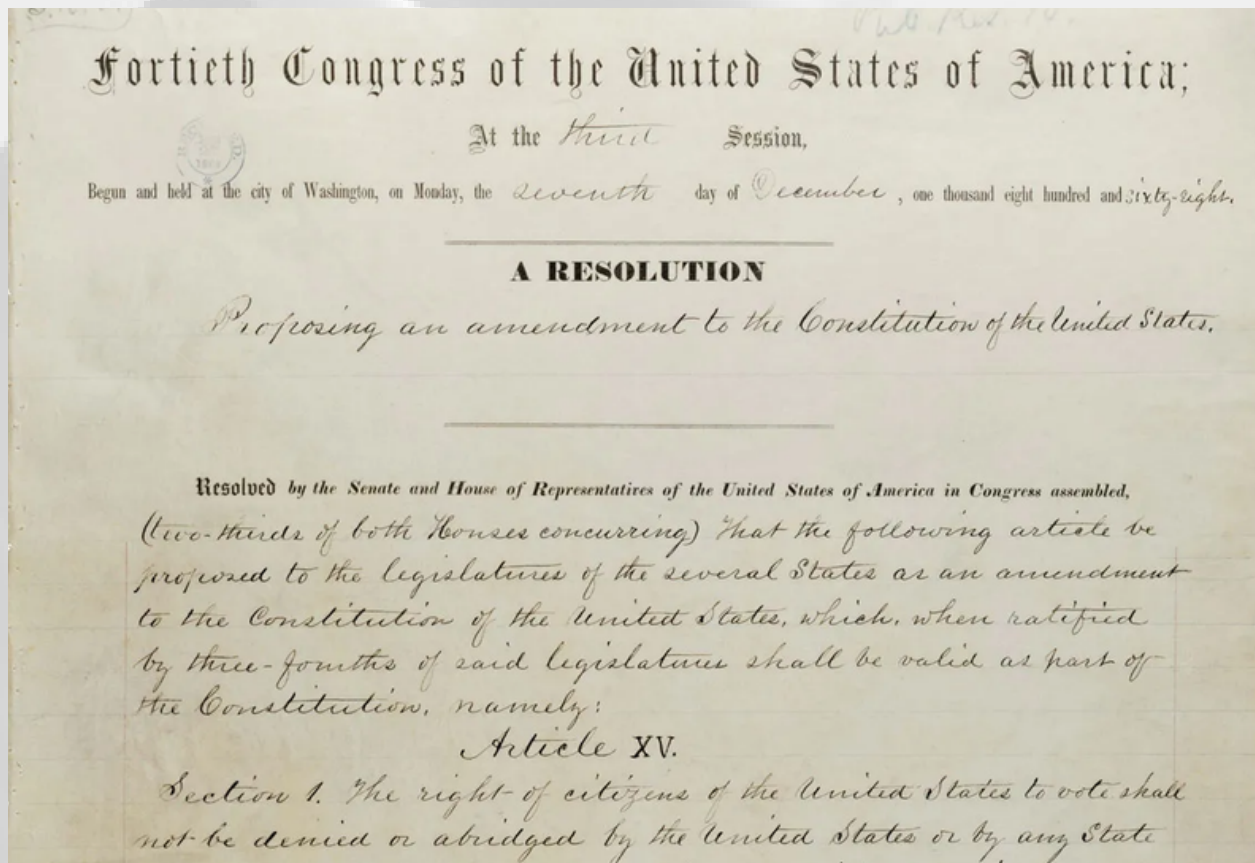 Fortieth Congress of the United States of America;
At the third Session,
Begun and held at the city of Washington, on Monday, the seventh day of December, one thousand eight hundred and sixty-eight.
A RESOLUTION
Proposing an amendment to the Constitution of the United States.
Resolved by the Senate and House of Representatives of the United States of America in Congress assembled,
(two-thirds of both Houses concurring) That the following article be
proposed to the legislatures of the several States as an amendment
to the Constitution of the United States, which, when ratified
by three-fourths of said legislatures shall be valid as part of
the Constitution, namely:
Article XV.
Section 1. The right of citizens of the United States to vote shall
not be denied or abridged by the United States or by any State